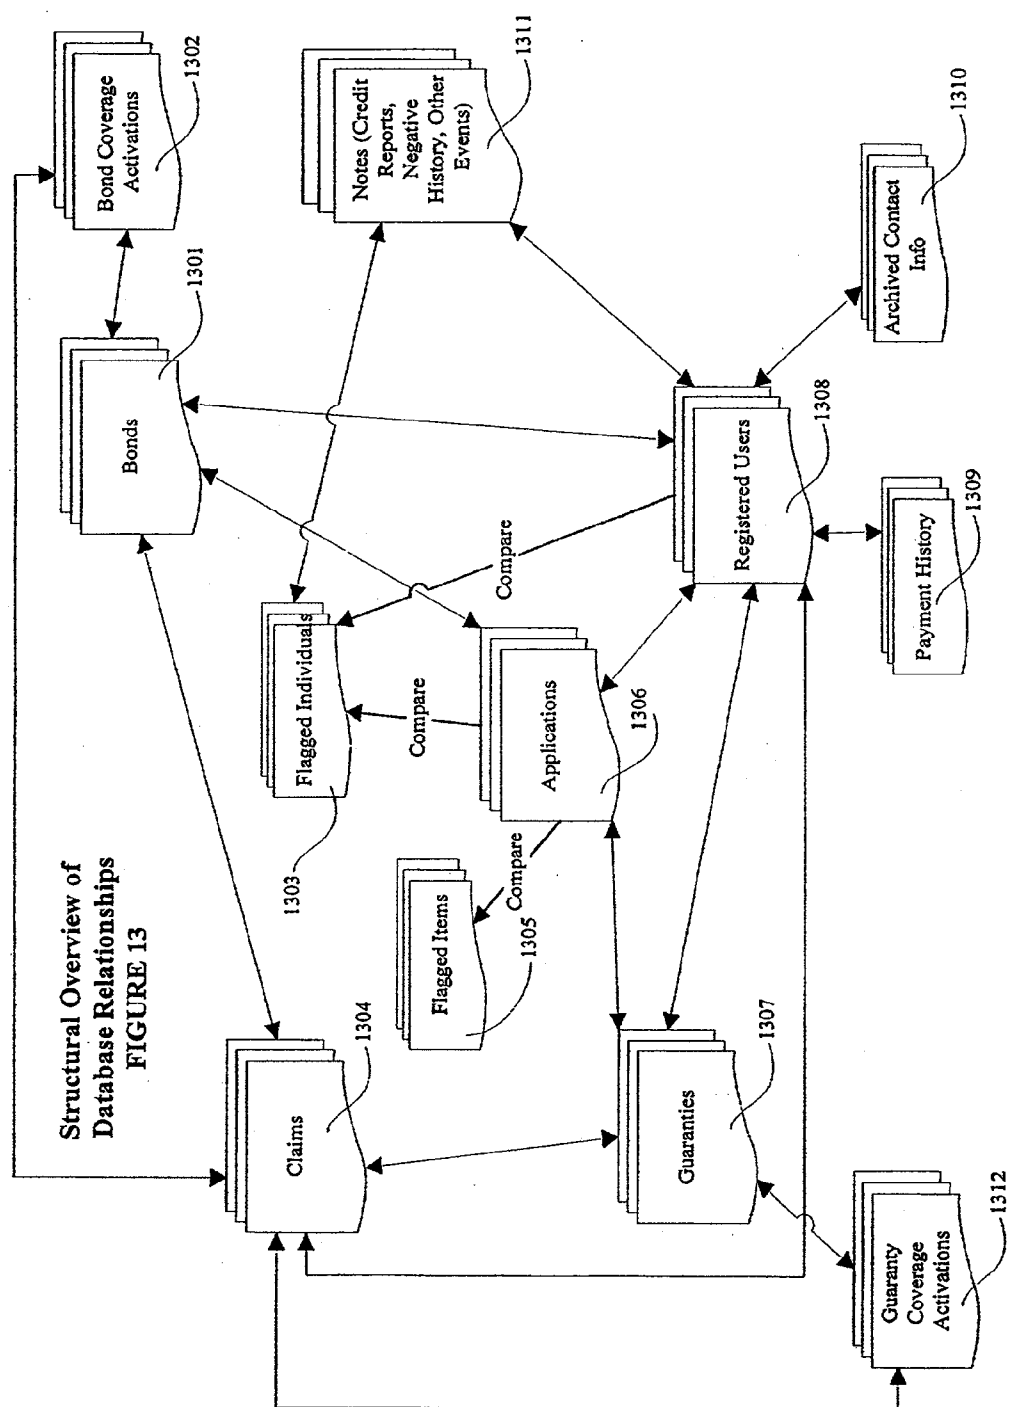 Structural Overview of
Database Relationships
FIGURE 13
Bond Coverage
Activations
1302
Bonds
1301
Notes (Credit
Reports,
Negative
History, Other
Events)
1311
Flagged Individuals
1303
Claims
1304
Flagged Items
1305
Compare
Compare
Compare
Applications
1306
Registered Users
1308
Archived Contact
Info
1310
Payment History
1309
Guaranties
1307
Guaranty
Coverage
Activations
1312